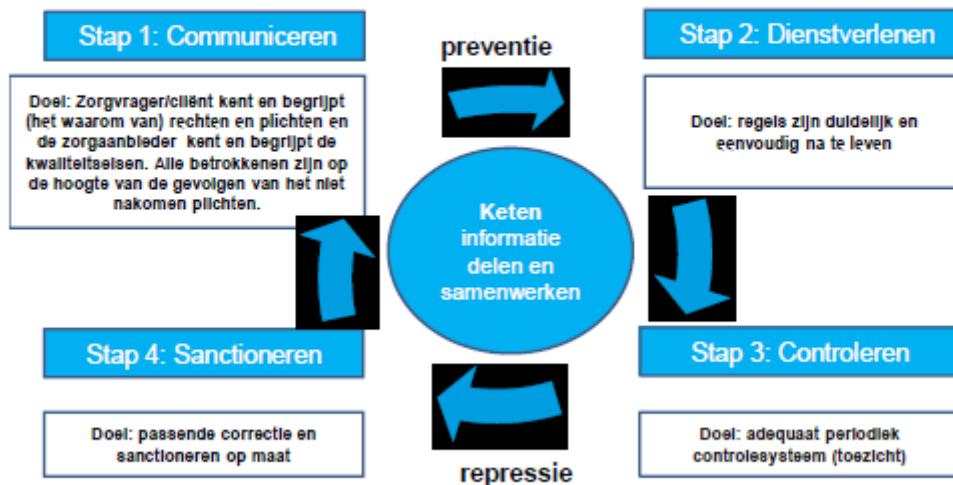 Stap 1: Communiceren
Doel: Zorgvrager/cliënt kent en begrijpt
(het waarom van) rechten en plichten en
de zorgaanbieder kent en begrijpt de
kwaliteitseisen. Alle betrokkenen zijn op
de hoogte van de gevolgen van het niet
nakomen plichten.
preventie
Stap 2: Dienstverlenen
Doel: regels zijn duidelijk en
eenvoudig na te leven
Keten
informatie
delen en
samenwerken
Stap 4: Sanctioneren
Doel: passende correctie en
sanctioneren op maat
repressie
Stap 3: Controleren
Doel: adequaat periodiek
controlesysteem (toezicht)